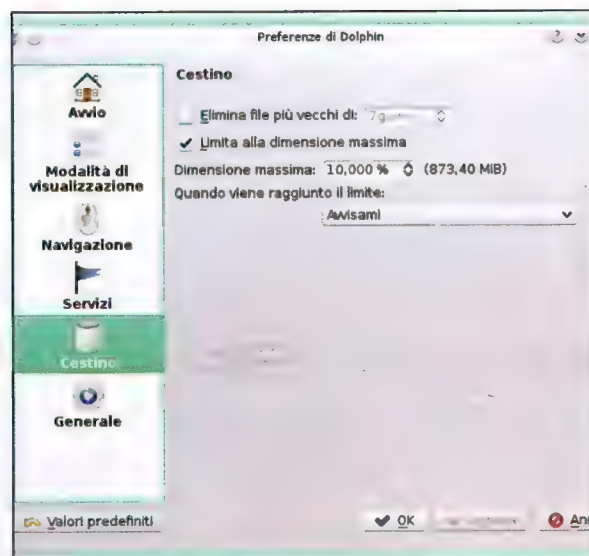 Preferenze di Dolphin
Avvio
Modalità di
visualizzazione
Navigazione
Servizi
Cestino
Generale
Cestino
Elimina file più vecchi di: 7g
Limita alla dimensione massima
Dimensione massima: 10,000 % (873,40 MiB)
Quando viene raggiunto il limite:
Avvisami
Valori predefiniti
OK